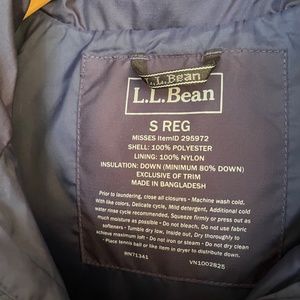 L.L.Bean
L.L.Bean
S REG
MISSES ItemID 295972
SHELL: 100% POLYESTER
LINING: 100% NYLON
INSULATION: DOWN (MINIMUM 80% DOWN)
EXCLUSIVE OF TRIM
MADE IN BANGLADESH
Prior to laundering, close all closures - Machine wash cold.
With like colors. Delicate cycle, Mild detergent, Additional cold
water rinse cycle recommended. Squeeze firmly or press out as
much moisture as possible - Do not bleach. Do not use fabric
softeners - Tumble dry low, Inside out, Dry thoroughly to
achieve maximum loft - Do not iron or steam - Do not dry clean
- Place tennis ball or like item in dryer to distribute down.
RN71341
VN1002825